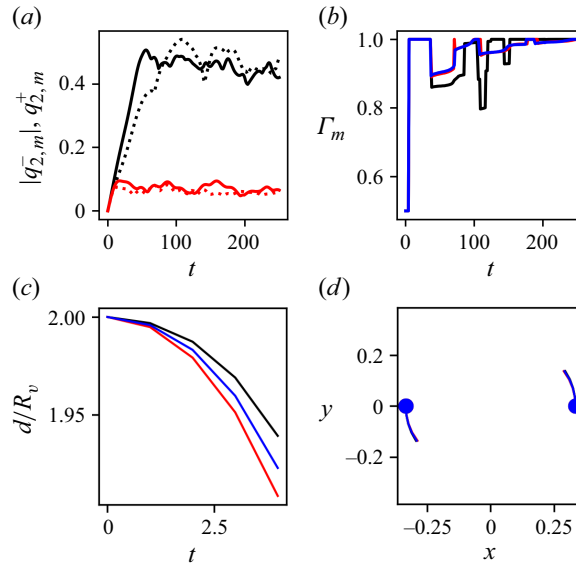 (a)
|q⁻₂,ₘ|, q⁺₂,ₘ
0.4
0.2
0
0 100 200
t
(b)
Γₘ
1.0
0.8
0.6
0 100 200
t
(c)
d/Rᵥ
2.00
1.95
0 2.5
t
(d)
y
0.2
0
−0.2
−0.25 0 0.25
x